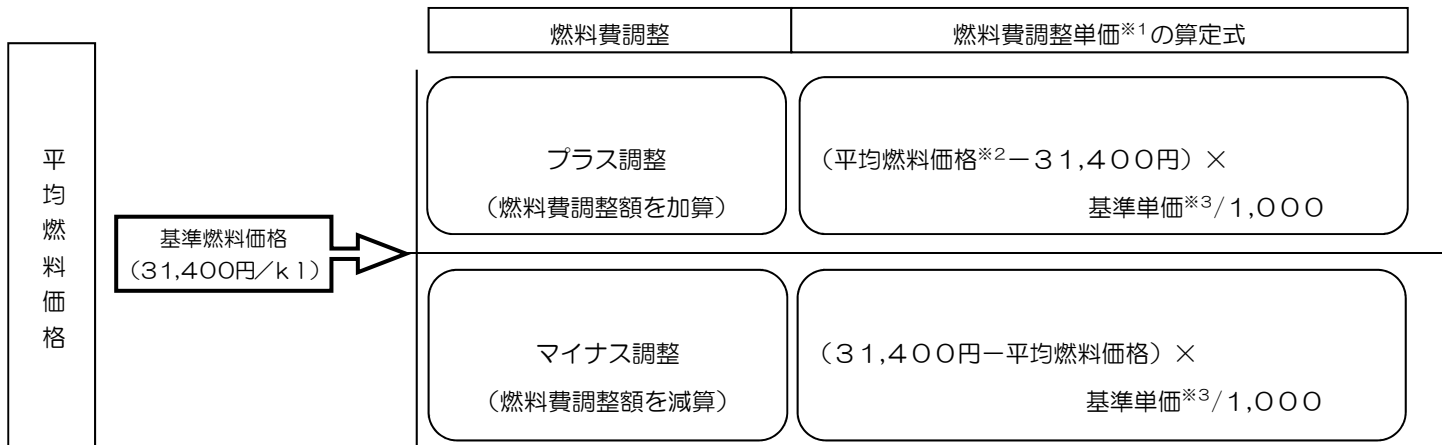 燃料費調整 燃料費調整単価※1の算定式
平均燃料価格
基準燃料価格
(31,400円/kl)
プラス調整
(燃料費調整額を加算)
(平均燃料価格※2-31,400円)×
基準単価※3/1,000
マイナス調整
(燃料費調整額を減算)
(31,400円-平均燃料価格)×
基準単価※3/1,000